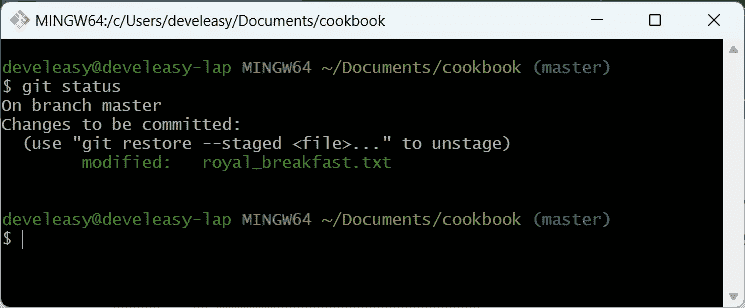 MINGW64:/c/Users/develeasy/Documents/cookbook
develeasy@develeasy-lap MINGW64 ~/Documents/cookbook (master)
$ git status
On branch master
Changes to be committed:
  (use "git restore --staged <file>..." to unstage)
        modified:   royal_breakfast.txt
develeasy@develeasy-lap MINGW64 ~/Documents/cookbook (master)
$